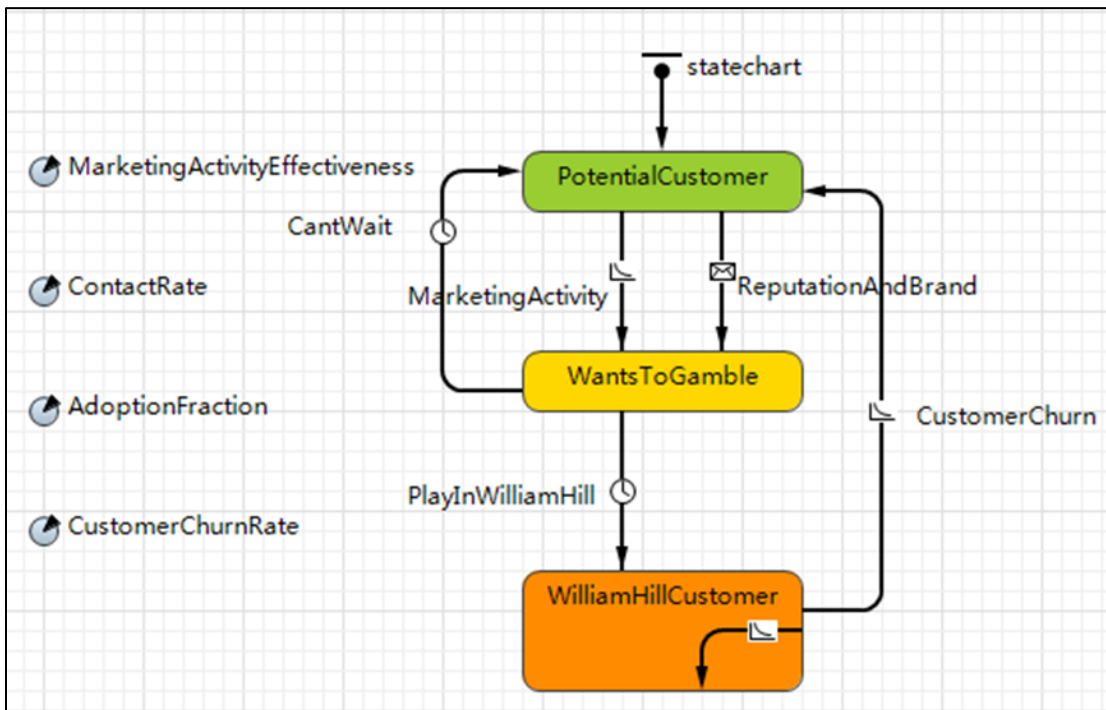 statechart
MarketingActivityEffectiveness
PotentialCustomer
CantWait
ContactRate
MarketingActivity
ReputationAndBrand
WantsToGamble
AdoptionFraction
CustomerChurn
PlayInWilliamHill
CustomerChurnRate
WilliamHillCustomer